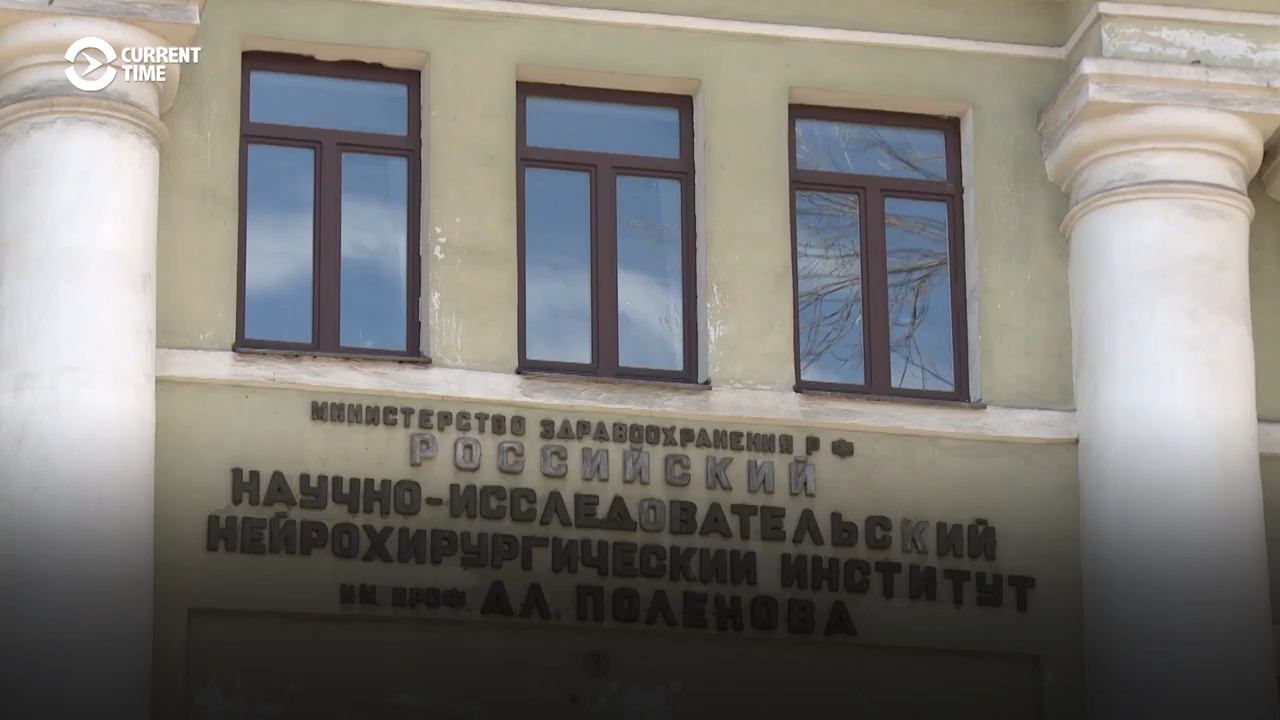 CURRENT
TIME
МИНИСТЕРСТВО ЗДРАВООХРАНЕНИЯ Р Ф
РОССИЙСКИЙ
НАУЧНО-ИССЛЕДОВАТЕЛЬСКИЙ
НЕЙРОХИРУРГИЧЕСКИЙ ИНСТИТУТ
ИМ. ПРОФ. А.Л. ПОЛЕНОВА